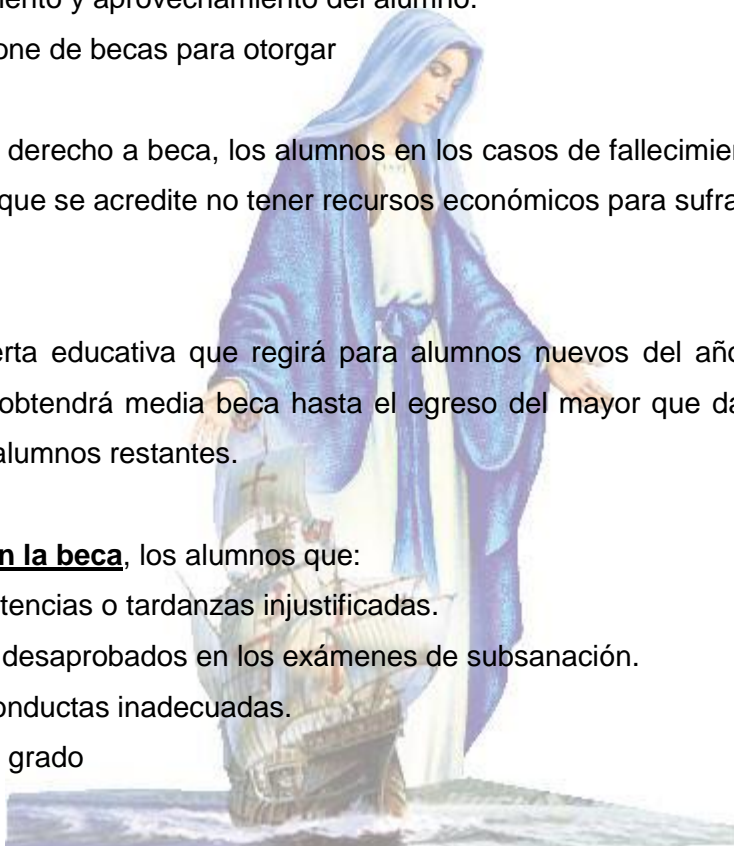 iento y aprovechamiento del alumno.
one de becas para otorgar
derecho a beca, los alumnos en los casos de fallecimien
que se acredite no tener recursos económicos para sufra
erta educativa que regirá para alumnos nuevos del año
obtendrá media beca hasta el egreso del mayor que da
alumnos restantes.
n la beca, los alumnos que:
tencias o tardanzas injustificadas.
desaprobados en los exámenes de subsanación.
onductas inadecuadas.
grado